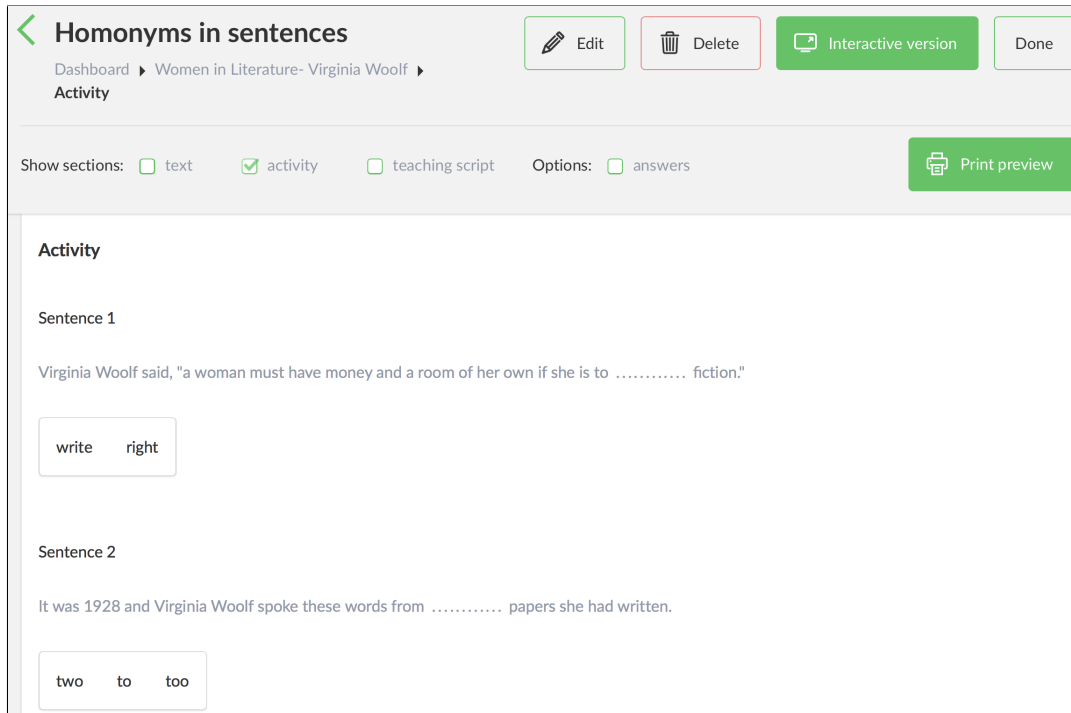 Homonyms in sentences
Edit
Delete
Interactive version
Done
Dashboard Women in Literature- Virginia Woolf
Activity
Show sections: text activity teaching script Options: answers
Print preview
Activity
Sentence 1
Virginia Woolf said, "a woman must have money and a room of her own if she is to ............ fiction."
write right
Sentence 2
It was 1928 and Virginia Woolf spoke these words from ............ papers she had written.
two to too